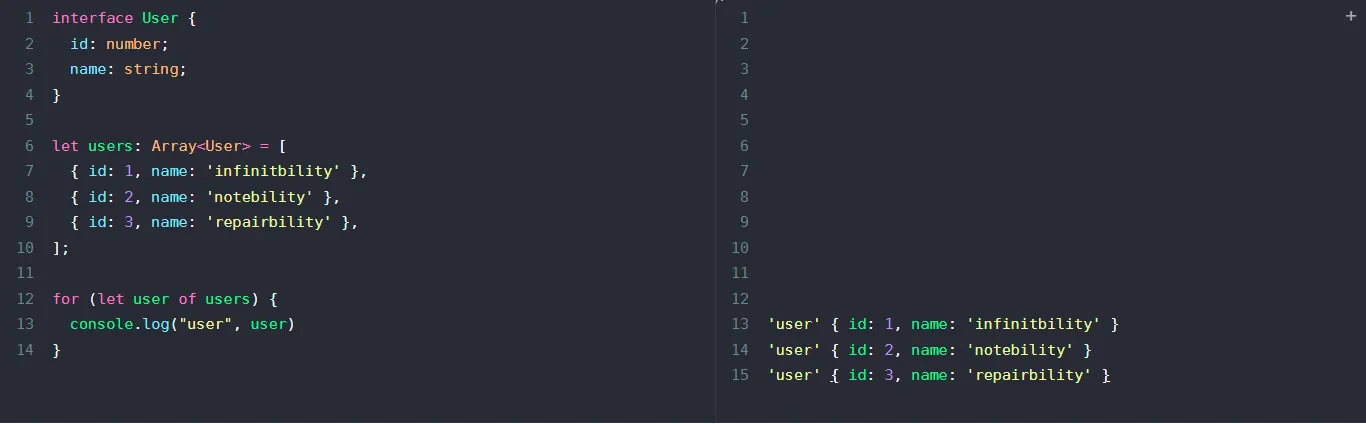 1 interface User {
2 id: number;
3 name: string;
4 }
5
6 let users: Array<User> = [
7 { id: 1, name: 'infinitbility' },
8 { id: 2, name: 'notebility' },
9 { id: 3, name: 'repairbility' },
10 ];
11
12 for (let user of users) {
13 console.log("user", user)
14 }
1
2
3
4
5
6
7
8
9
10
11
12
13 'user' { id: 1, name: 'infinitbility' }
14 'user' { id: 2, name: 'notebility' }
15 'user' { id: 3, name: 'repairbility' }
+